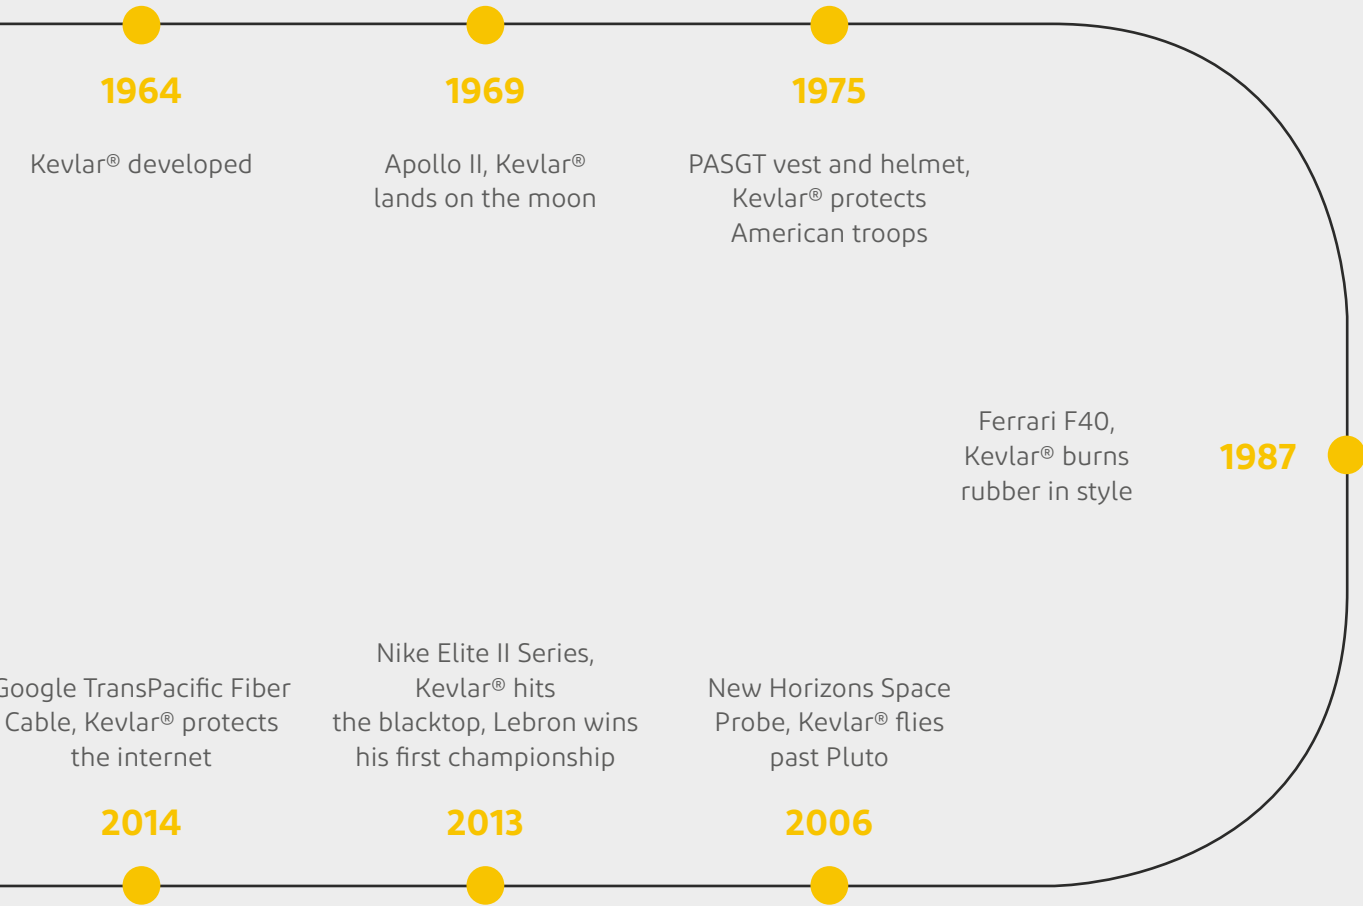 1964
Kevlar® developed
1969
Apollo II, Kevlar®
lands on the moon
1975
PASGT vest and helmet,
Kevlar® protects
American troops
Ferrari F40,
Kevlar® burns
rubber in style
1987
New Horizons Space
Probe, Kevlar® flies
past Pluto
2006
Nike Elite II Series,
Kevlar® hits
the blacktop, Lebron wins
his first championship
2013
Google TransPacific Fiber
Cable, Kevlar® protects
the internet
2014